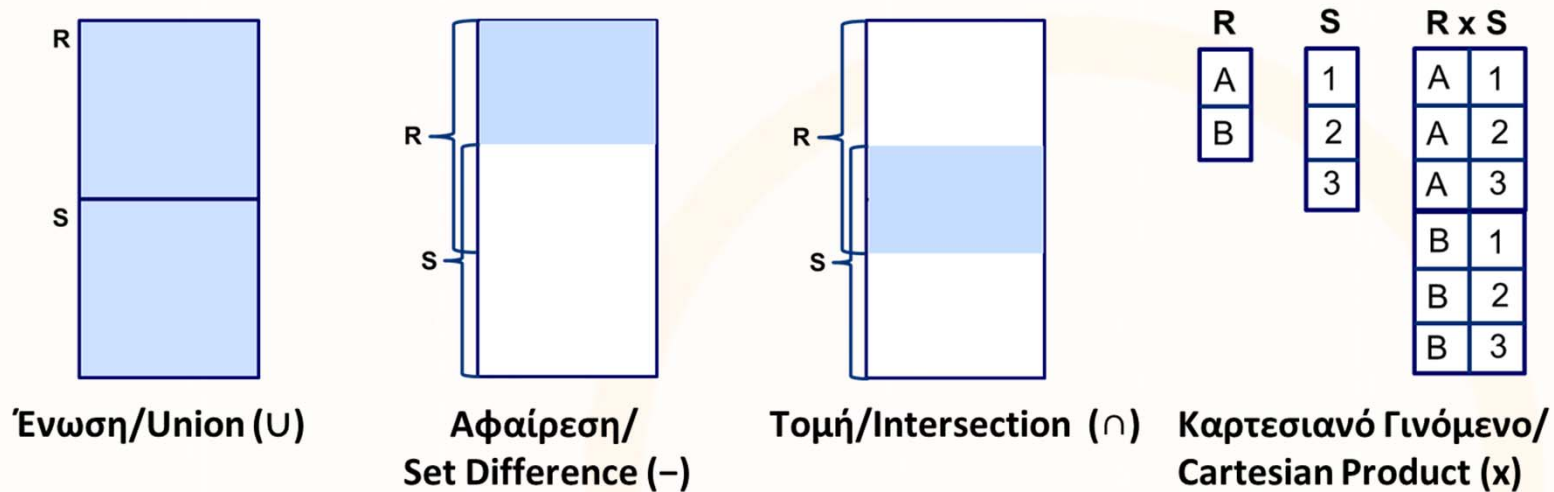 R
S
Ένωση/Union (∪)
R
S
Αφαίρεση/
Set Difference (−)
R
S
Τομή/Intersection (∩)
R
A
B
S
1
2
3
R x S
A 1
A 2
A 3
B 1
B 2
B 3
Καρτεσιανό Γινόμενο/
Cartesian Product (x)